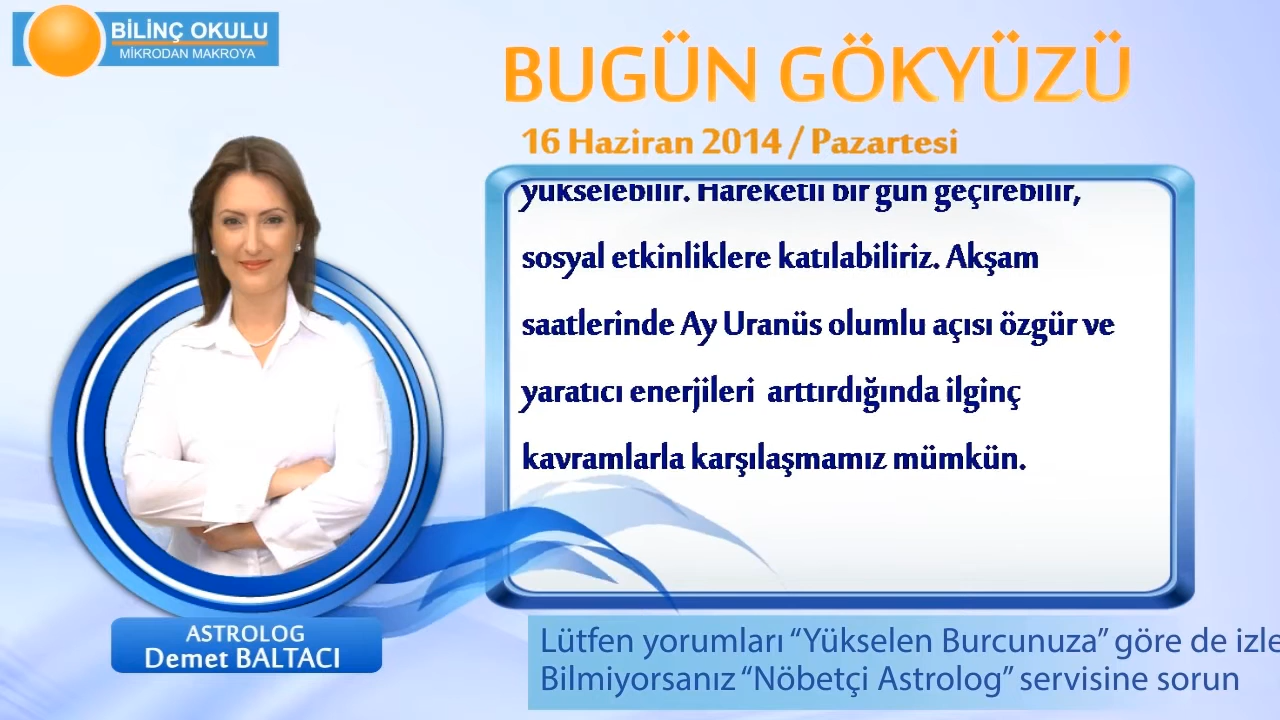 BİLİNÇ OKULU
MİKRODAN MAKROYA
BUGÜN GÖKYÜZÜ
16 Haziran 2014 / Pazartesi
yükselebilir. Hareketli bir gün geçirebilir,
sosyal etkinliklere katılabiliriz. Akşam
saatlerinde Ay Uranüs olumlu açısı özgür ve
yaratıcı enerjileri arttırdığında ilginç
kavramlarla karşılaşmamız mümkün.
ASTROLOG
Demet BALTACI
Lütfen yorumları “Yükselen Burcunuza” göre de izle
Bilmiyorsanız “Nöbetçi Astrolog” servisine sorun